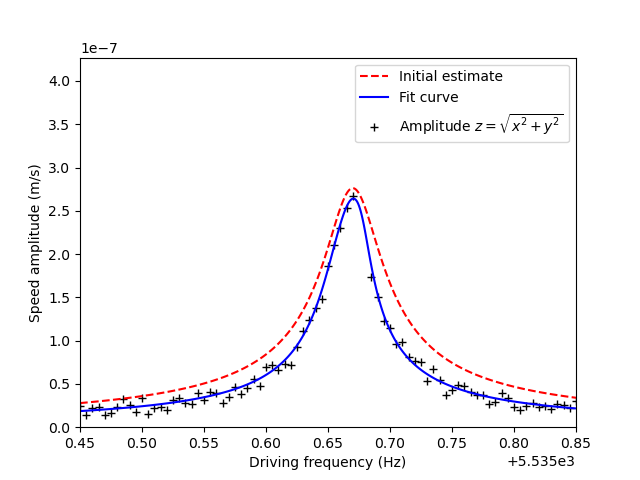 1e−7
Initial estimate
Fit curve
Amplitude z = √x² + y²
4.0
3.5
3.0
2.5
2.0
1.5
1.0
0.5
0.0
Speed amplitude (m/s)
0.45 0.50 0.55 0.60 0.65 0.70 0.75 0.80 0.85
Driving frequency (Hz)
+5.535e3